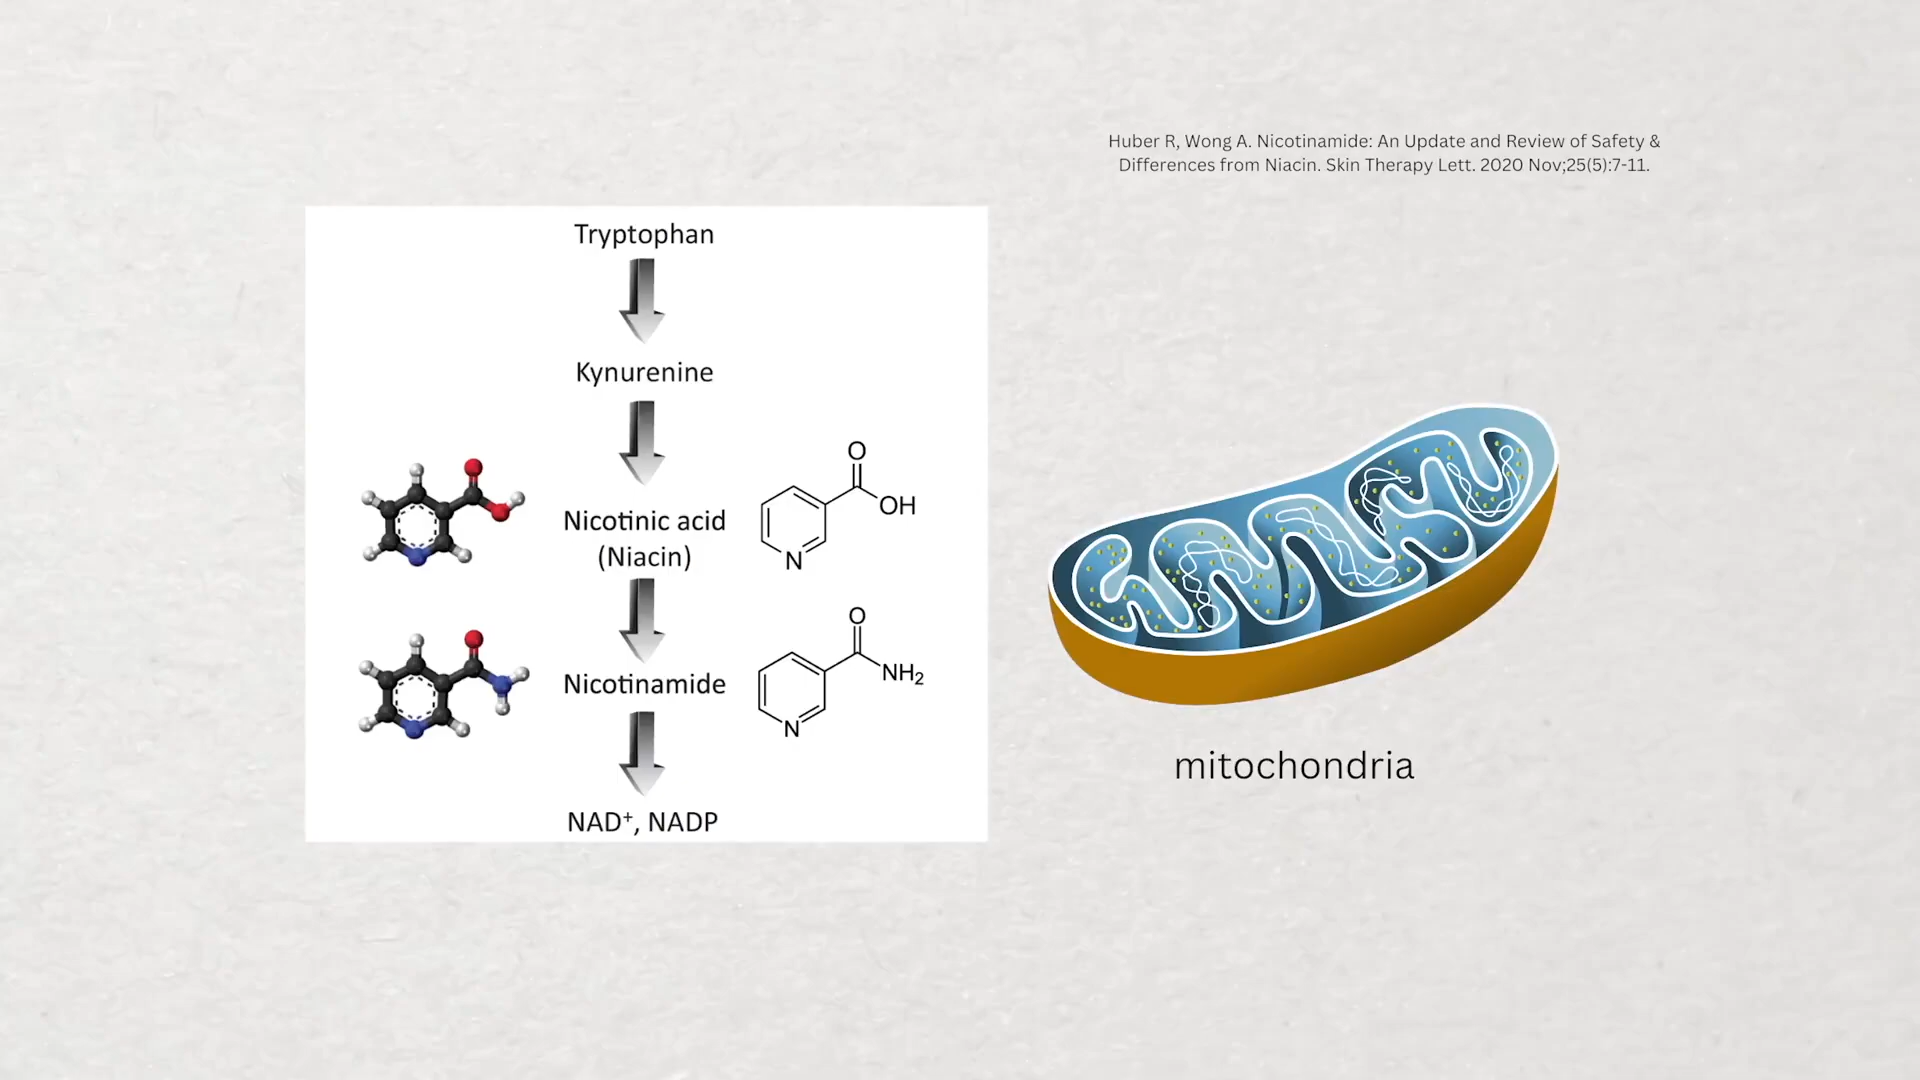 Huber R, Wong A. Nicotinamide: An Update and Review of Safety &
Differences from Niacin. Skin Therapy Lett. 2020 Nov;25(5):7-11.
Tryptophan
Kynurenine
Nicotinic acid
(Niacin)
O
OH
N
Nicotinamide
O
NH₂
N
NAD⁺, NADP
mitochondria